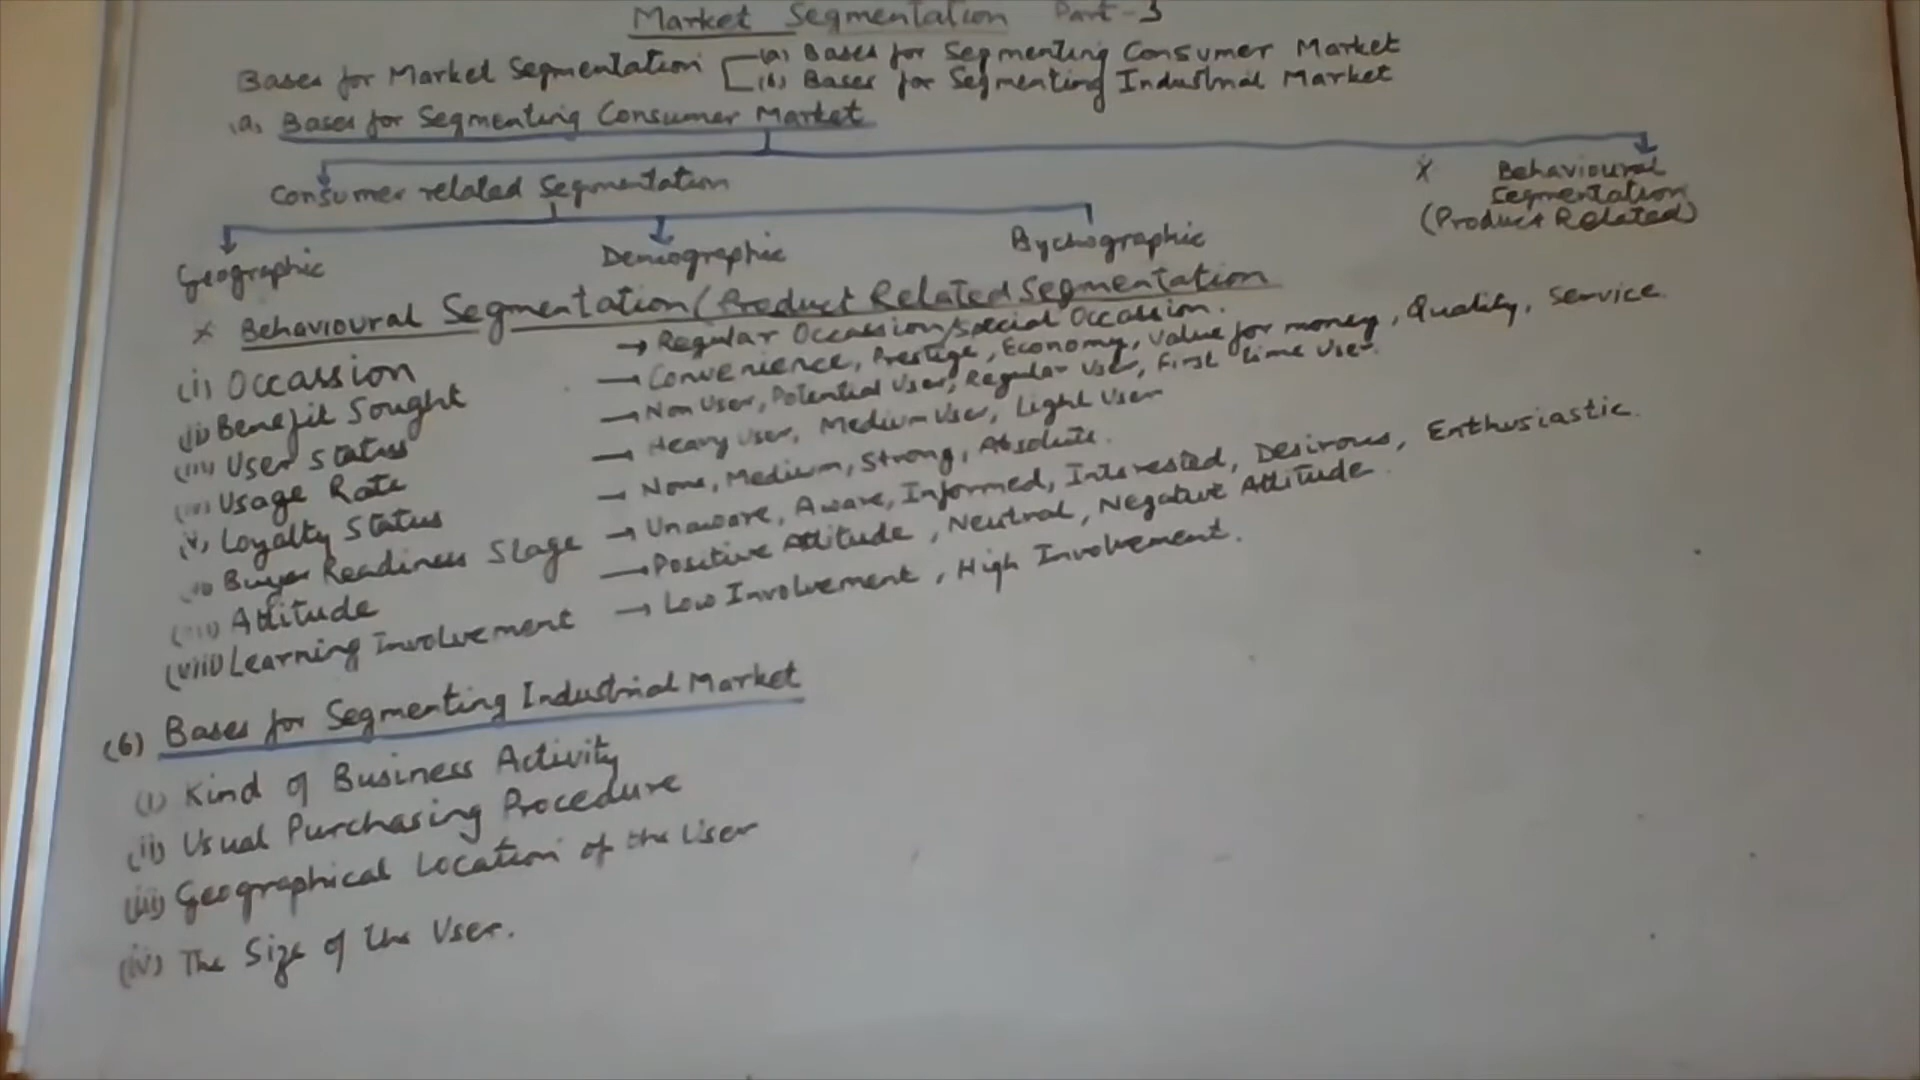 Market Segmentation Part-3
Bases for Market Segmentation (a) Bases for Segmenting Consumer Market
(b) Bases for Segmenting Industrial Market
(a) Bases for Segmenting Consumer Market
Consumer related Segmentation
* Behavioural Segmentation (Product Related)
Geographic Demographic Psychographic
* Behavioural Segmentation (Product Related Segmentation
(i) Occassion → Regular Occassion/Special Occassion.
(ii) Benefit Sought → Convenience, Prestige, Economy, Value for money, Quality, Service
(iii) User Status → Non User, Potential User, Regular User, First time User.
(iv) Usage Rate → Heavy User, Medium User, Light User
(v) Loyalty Status → None, Medium, Strong, Absolute.
(vi) Buyer Readiness Stage → Unaware, Aware, Informed, Interested, Desirous, Enthusiastic.
(vii) Attitude → Positive Attitude, Neutral, Negative Attitude.
(viii) Learning Involvement → Low Involvement, High Involvement.
(b) Bases for Segmenting Industrial Market
(i) Kind of Business Activity
(ii) Usual Purchasing Procedure
(iii) Geographical Location of the User
(iv) The Size of the User.